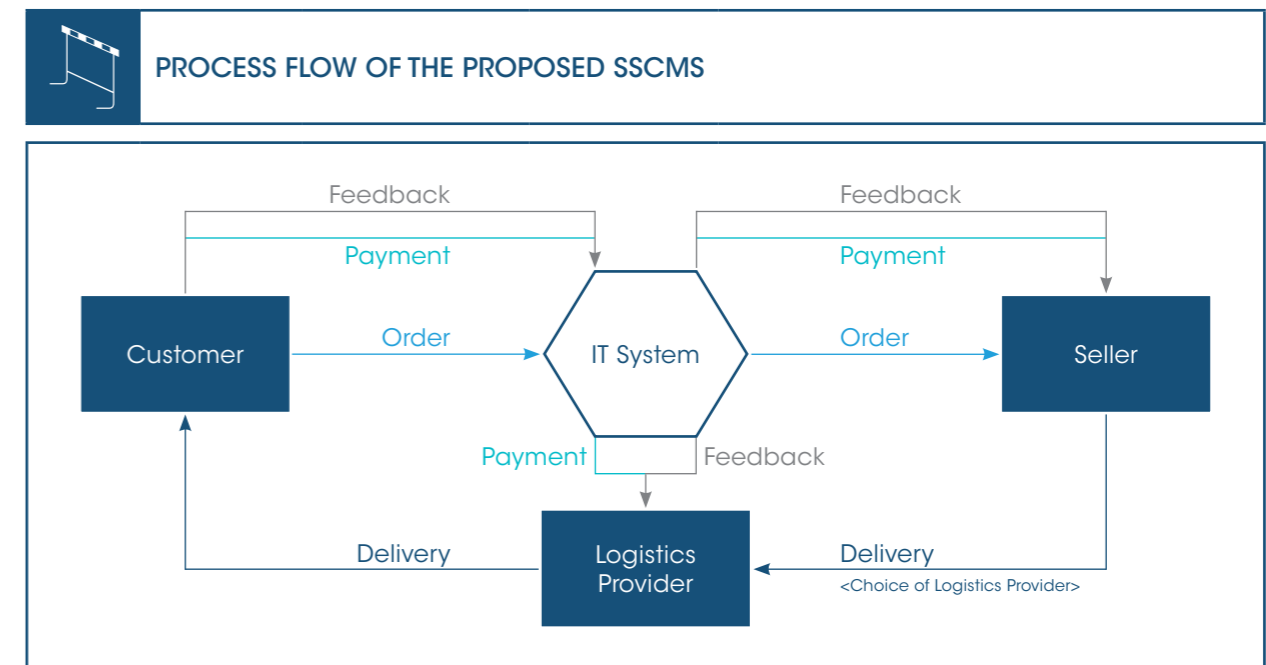 PROCESS FLOW OF THE PROPOSED SSCMS
Feedback
Feedback
Payment
Payment
Customer
Order
IT System
Order
Seller
Payment
Feedback
Delivery
Logistics
Provider
Delivery
<Choice of Logistics Provider>